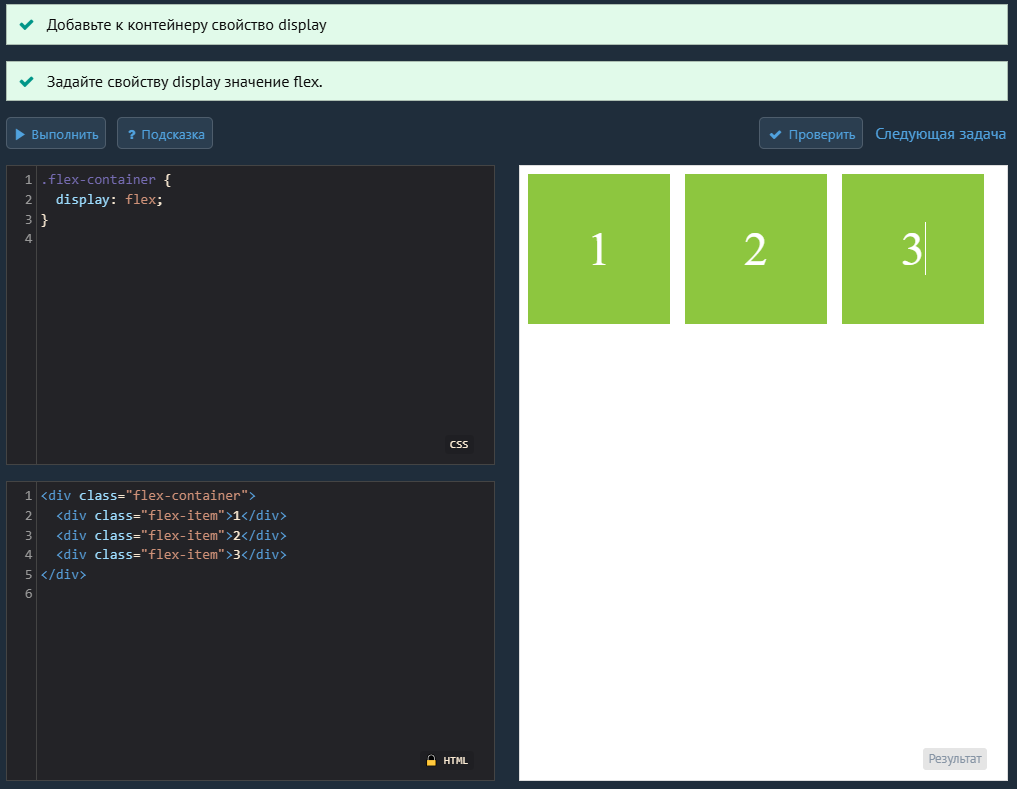 Добавьте к контейнеру свойство display
Задайте свойству display значение flex.
Выполнить
? Подсказка
Проверить
Следующая задача
1 .flex-container {
2   display: flex;
3 }
4
CSS
1 <div class="flex-container">
2   <div class="flex-item">1</div>
3   <div class="flex-item">2</div>
4   <div class="flex-item">3</div>
5 </div>
6
HTML
1 2 3
Результат